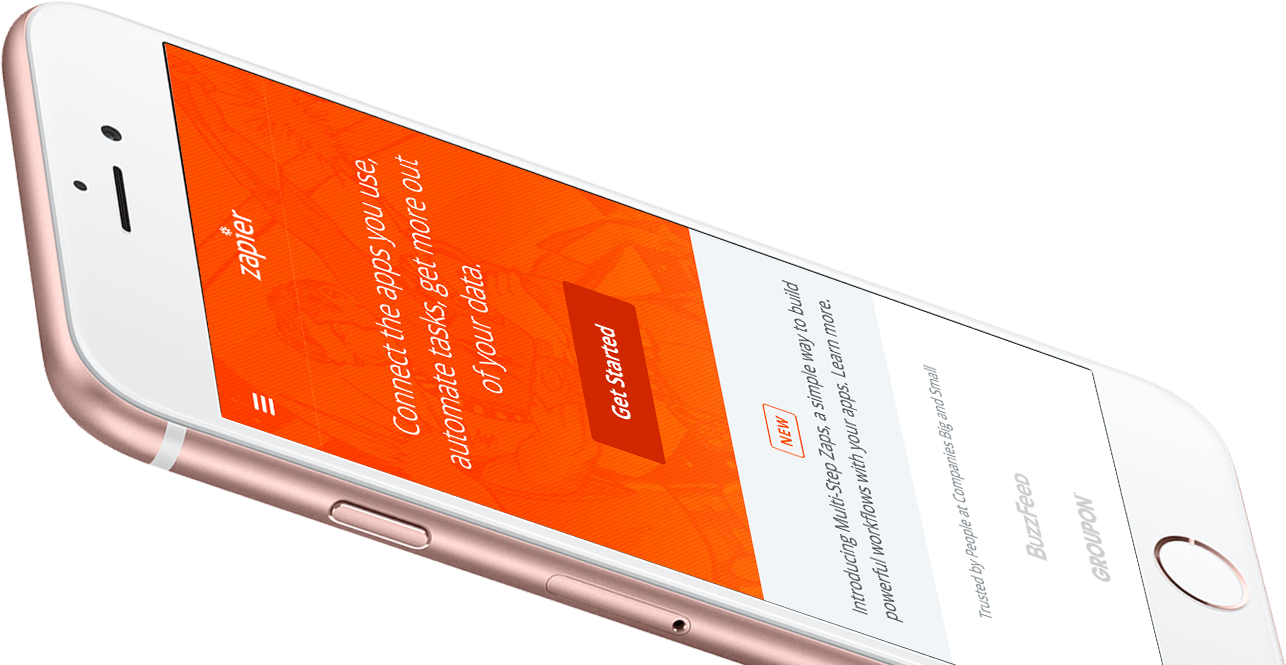 zapier
Connect the apps you use,
automate tasks, get more out
of your data.
Get Started
NEW
Introducing Multi-Step Zaps, a simple way to build
powerful workflows with your apps. Learn more.
Trusted by People at Companies Big and Small
BuzzFeed
GROUPON